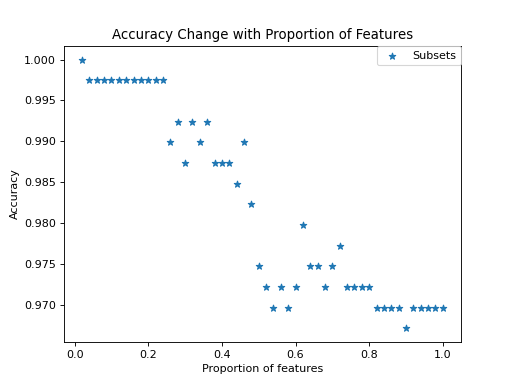 Accuracy Change with Proportion of Features
Subsets
1.000
0.995
0.990
0.985
0.980
0.975
0.970
Accuracy
0.0 0.2 0.4 0.6 0.8 1.0
Proportion of features